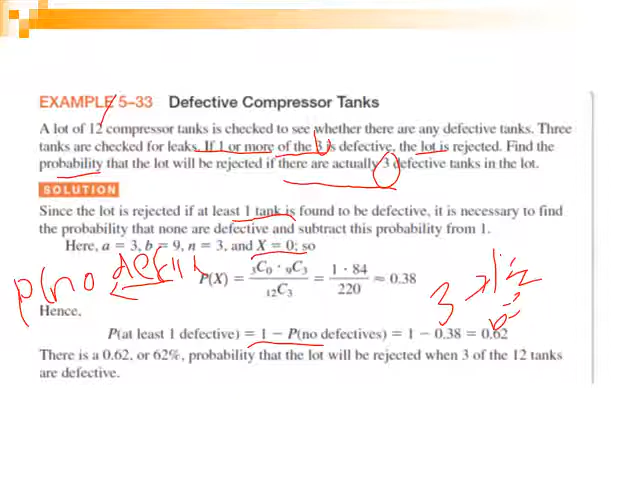 EXAMPLE 5–33 Defective Compressor Tanks
A lot of 12 compressor tanks is checked to see whether there are any defective tanks. Three
tanks are checked for leaks. If 1 or more of the 3 is defective, the lot is rejected. Find the
probability that the lot will be rejected if there are actually 3 defective tanks in the lot.
SOLUTION
Since the lot is rejected if at least 1 tank is found to be defective, it is necessary to find
the probability that none are defective and subtract this probability from 1.
Here, a = 3, b = 9, n = 3, and X = 0; so
P(X) = ₃C₀ · ₉C₃ / ₁₂C₃ = 1 · 84 / 220 ≈ 0.38
P(no
3
Hence,
P(at least 1 defective) = 1 − P(no defectives) = 1 − 0.38 = 0.62
There is a 0.62, or 62%, probability that the lot will be rejected when 3 of the 12 tanks
are defective.